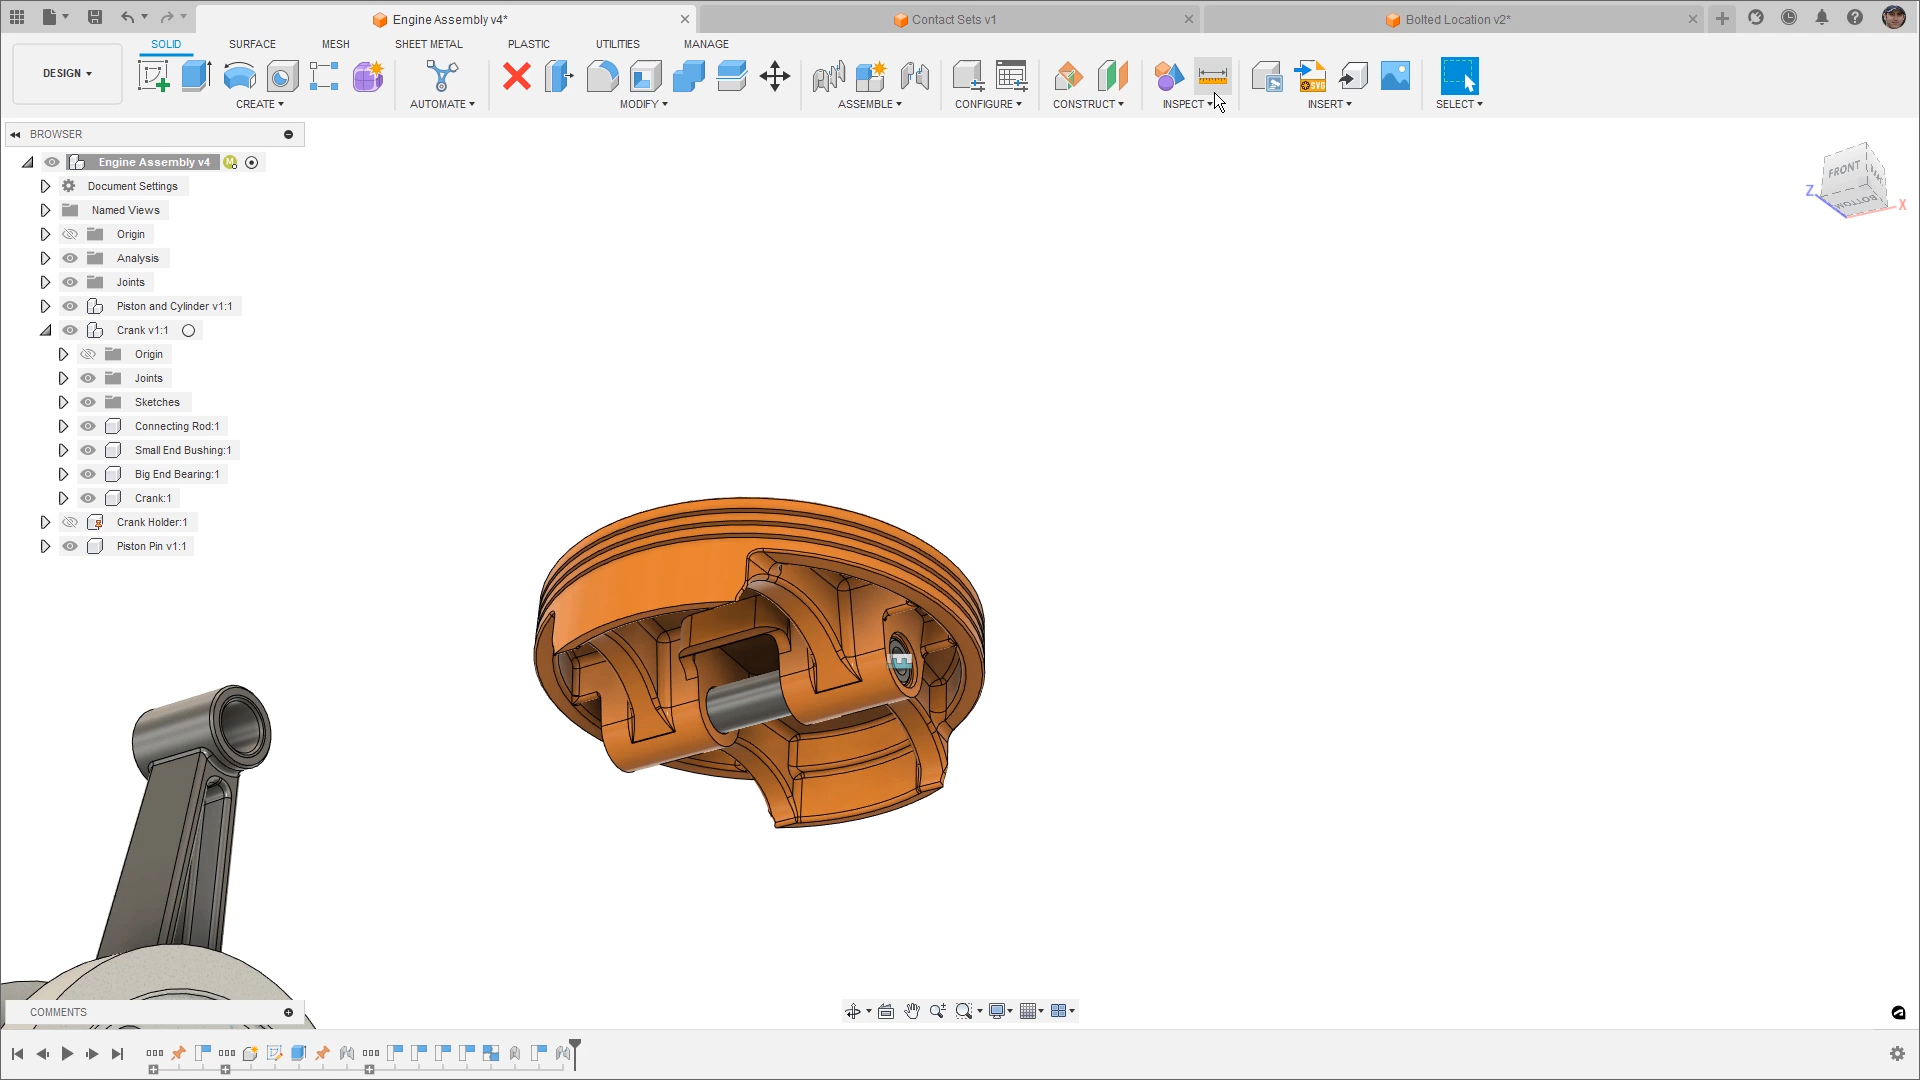 Engine Assembly v4*
Contact Sets v1
Bolted Location v2*
DESIGN
SOLID
SURFACE
MESH
SHEET METAL
PLASTIC
UTILITIES
MANAGE
CREATE
AUTOMATE
MODIFY
ASSEMBLE
CONFIGURE
CONSTRUCT
INSPECT
INSERT
SELECT
SVG
BROWSER
Engine Assembly v4
M
Document Settings
Named Views
Origin
Analysis
Joints
Piston and Cylinder v1:1
Crank v1:1
Origin
Joints
Sketches
Connecting Rod:1
Small End Bushing:1
Big End Bearing:1
Crank:1
Crank Holder:1
Piston Pin v1:1
FRONT
BOTTOM
Z
X
COMMENTS